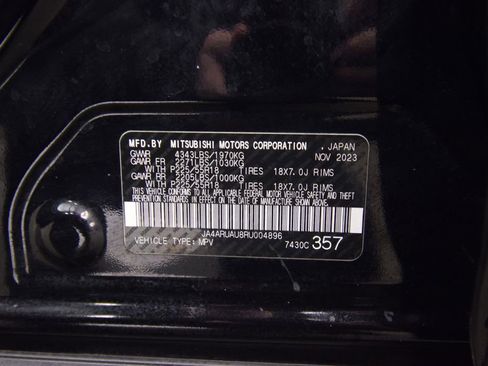 MFD.BY MITSUBISHI MOTORS CORPORATION , JAPAN
GVWR 4343LBS/1970KG NOV 2023
GAWR FR 2271LBS/1030KG
WITH P225/55R18 TIRES 18X7.0J RIMS
GAWR RR 2205LBS/1000KG
WITH P225/55R18 TIRES 18X7.0J RIMS
THIS VEHICLE CONFORMS TO ALL APPLICABLE FEDERAL MOTOR VEHICLE
SAFETY, BUMPER, AND THEFT PREVENTION STANDARDS IN EFFECT ON
THE DATE OF MANUFACTURE SHOWN ABOVE.
JA4ARUAU8RU004896
VEHICLE TYPE: MPV 7430C 357